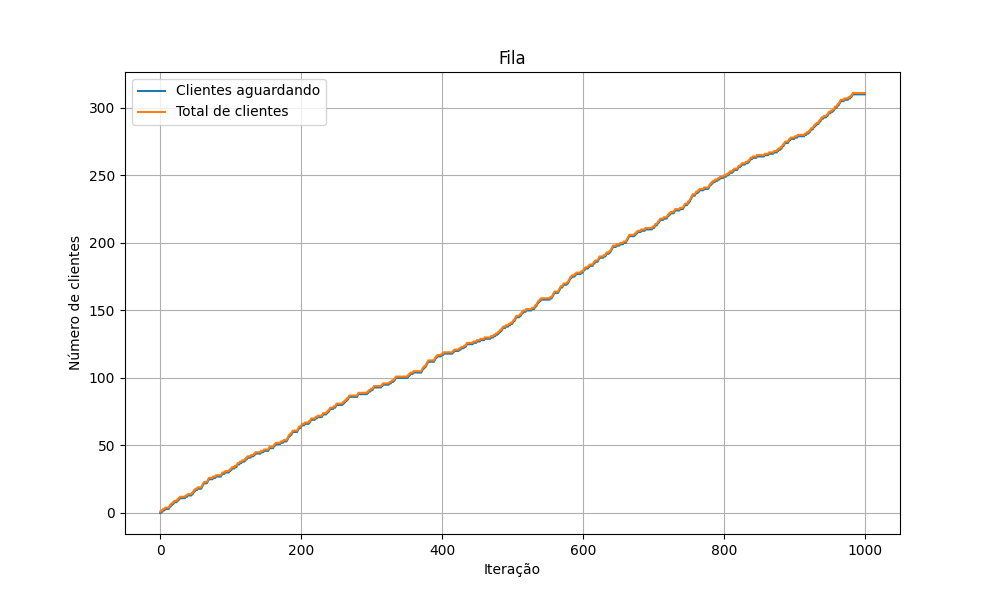 Fila
Clientes aguardando
Total de clientes
Número de clientes
300
250
200
150
100
50
0
0 200 400 600 800 1000
Iteração